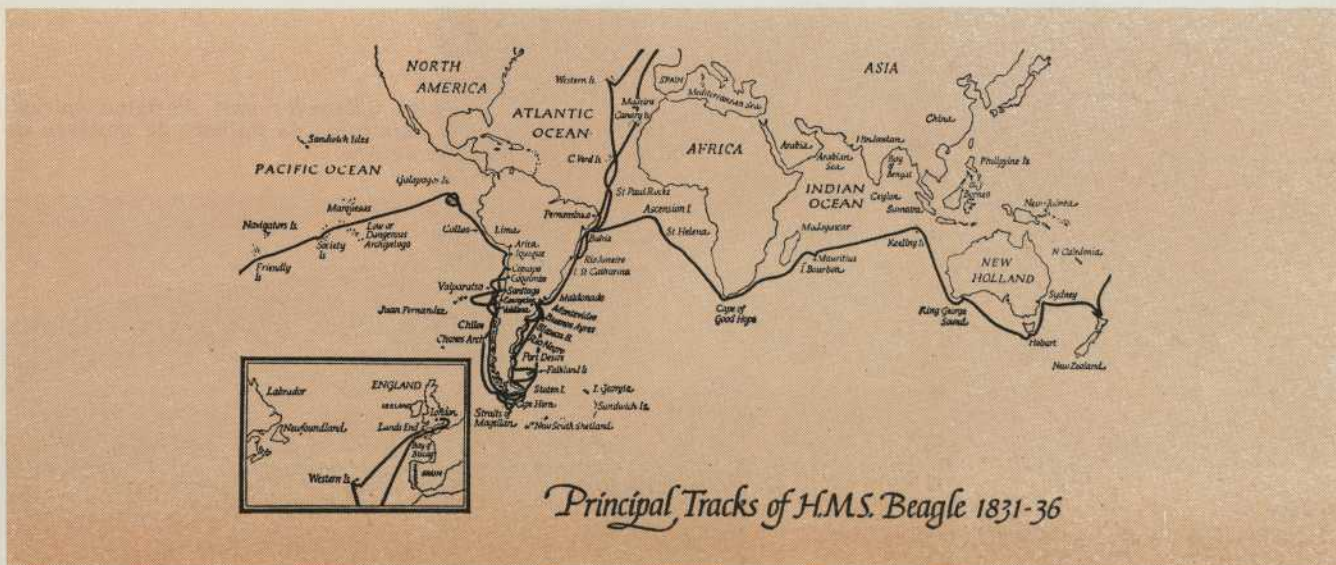 NORTH
AMERICA
ASIA
SPAIN
Mediterranean Sea
Western Is.
Madeira
Canary Is
ATLANTIC
OCEAN
China
Sandwich Isles
AFRICA
Arabia
Arabian
Sea
Hindostan
Bay
of
Bengal
Philippine Is
PACIFIC OCEAN
C. Verd Is
Galapagos Is
St Paul Rocks
INDIAN
OCEAN
Ceylon
Borneo
Sumatra
New Guinea
Marquesas
Pernambuco
Ascension I
Navigators Is
Low or
Dangerous
Archipelago
Callao
Lima
Bahia
St Helena
Madagascar
Society
Is
Friendly
Is
Arica
Iquique
Rio Janeiro
I. St Catharina
Mauritius
I Bourbon
Keeling Is
NEW
HOLLAND
N Caledonia
Copiapo
Coquimbo
Valparaiso
Santiago
Concepcion
Valdivia
Juan Fernandez
Maldonado
Montevideo
Buenos Ayres
Blanca B.
Rio Negro
Cape of
Good Hope
King George
Sound
Sydney
Hobart
New Zealand
Chiloe
Chonos Arch
Port Desire
Falkland Is
Staten I
Cape Horn
Straits of
Magellan
I. Georgia
Sandwich Is
New South Shetland
Labrador
ENGLAND
IRELAND
London
Newfoundland
Lands End
Bay of
Biscay
SPAIN
Western Is.
Principal Tracks of H.M.S. Beagle 1831-36